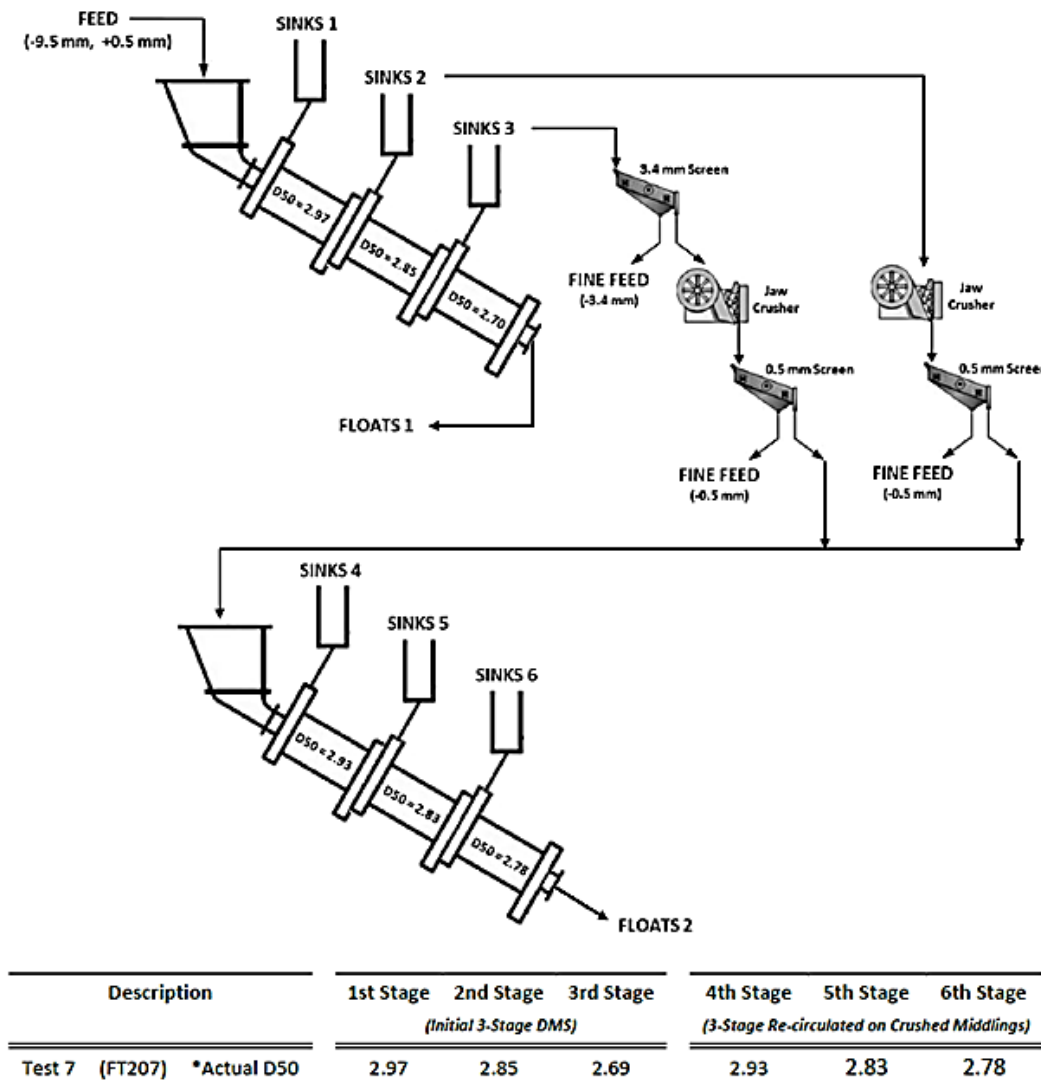 FEED
(-9.5 mm, +0.5 mm)
SINKS 1
SINKS 2
SINKS 3
D50 = 2.97
D50 = 2.85
D50 = 2.70
3.4 mm Screen
FINE FEED
(-3.4 mm)
Jaw
Crusher
Jaw
Crusher
0.5 mm Screen
0.5 mm Screen
FLOATS 1
FINE FEED
(-0.5 mm)
FINE FEED
(-0.5 mm)
SINKS 4
SINKS 5
SINKS 6
D50 = 2.93
D50 = 2.83
D50 = 2.78
FLOATS 2
Description 1st Stage 2nd Stage 3rd Stage 4th Stage 5th Stage 6th Stage
(Initial 3-Stage DMS) (3-Stage Re-circulated on Crushed Middlings)
Test 7 (FT207) *Actual D50 2.97 2.85 2.69 2.93 2.83 2.78